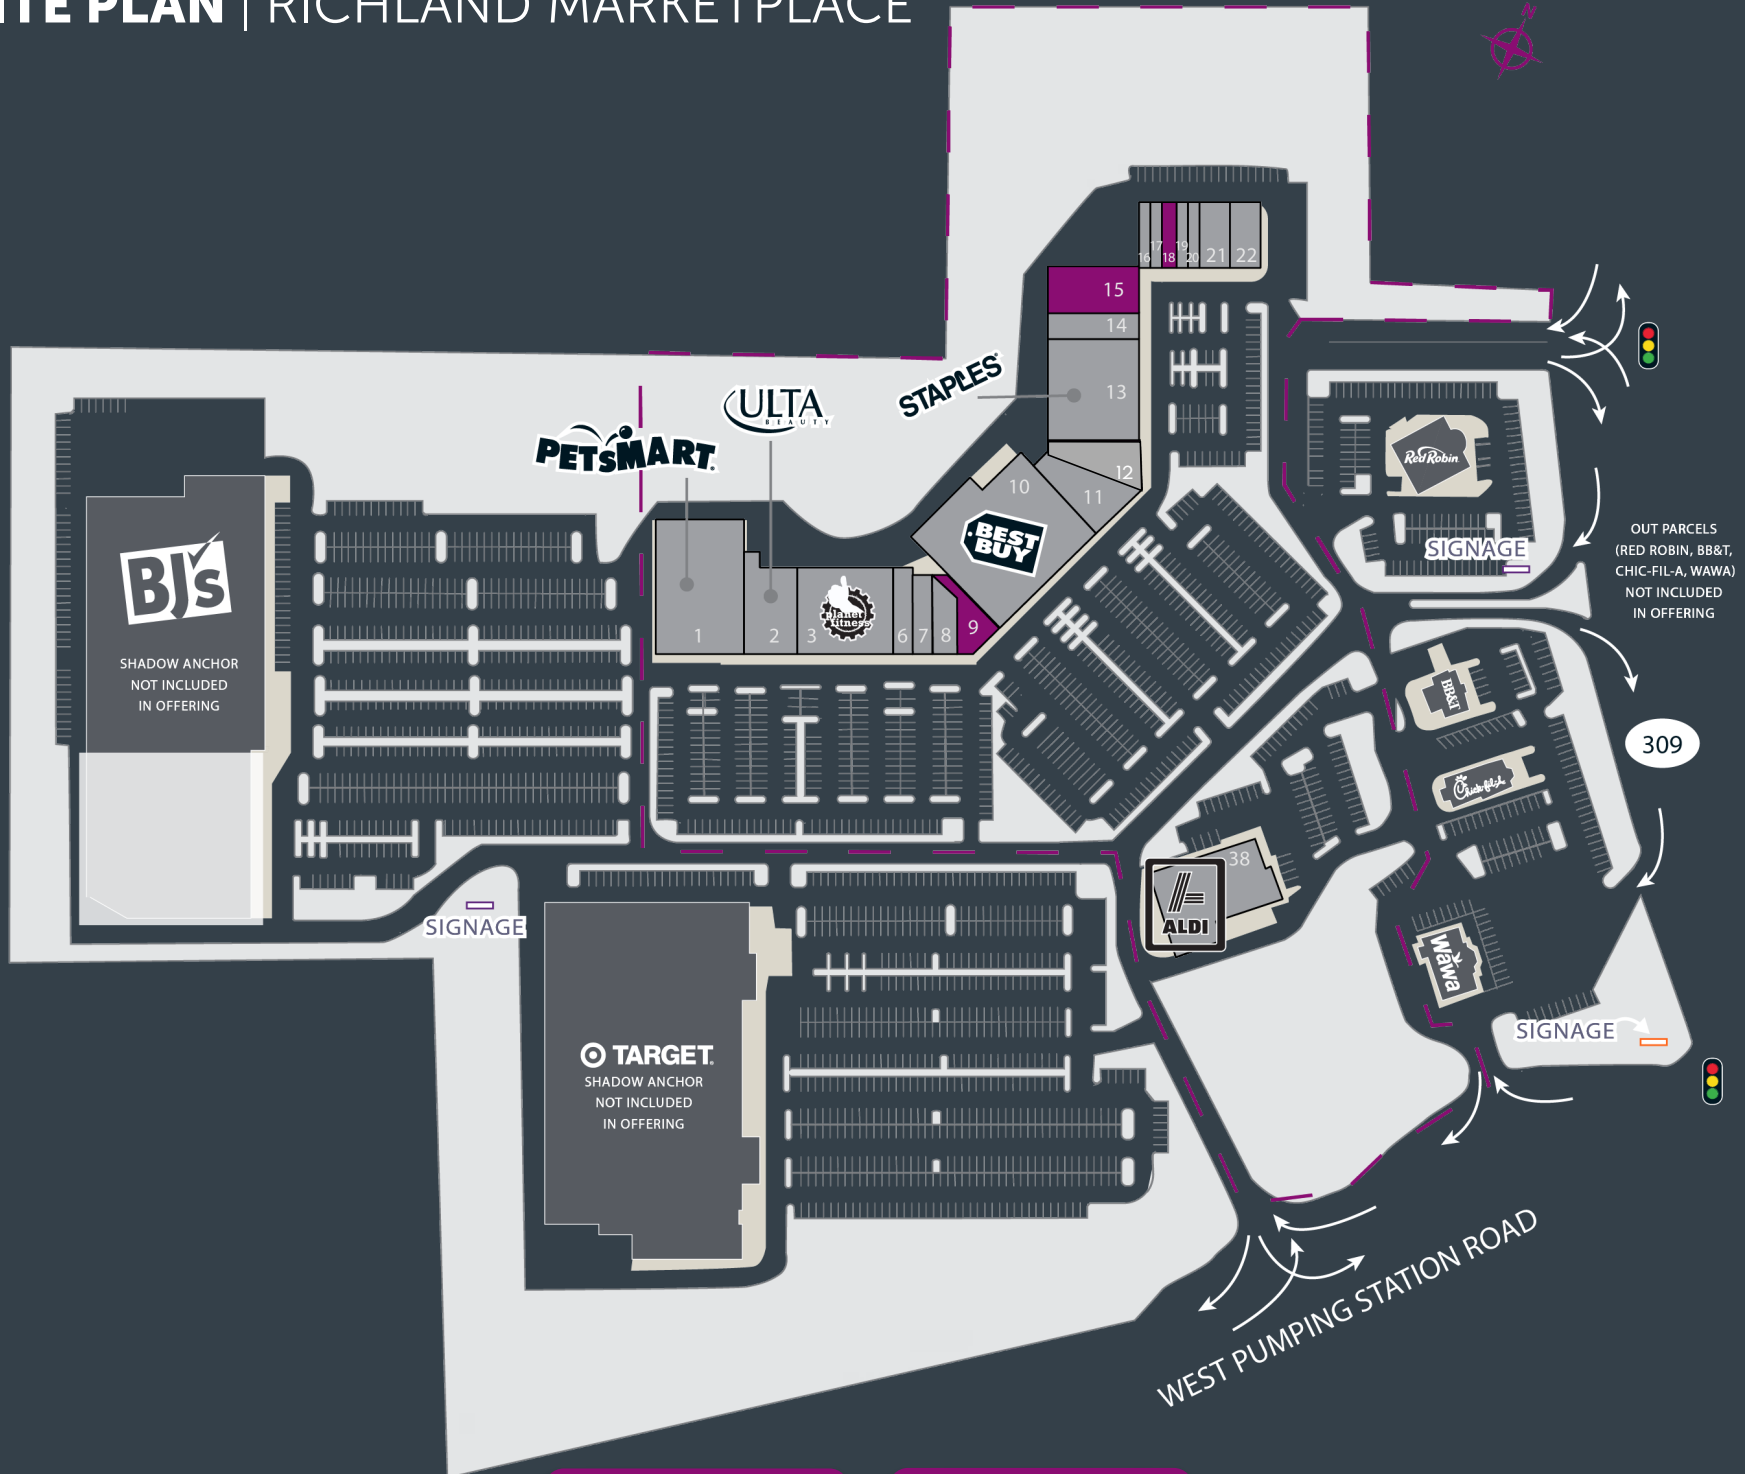 ITE PLAN | RICHLAND MARKETPLACE
N
16
17
18
19
20
21
22
15
14
13
12
11
10
STAPLES
ULTA
BEAUTY
PETSMART
BEST
BUY
planet
fitness
1
2
3
6
7
8
9
BJ's
SHADOW ANCHOR
NOT INCLUDED
IN OFFERING
Red Robin
SIGNAGE
OUT PARCELS
(RED ROBIN, BB&T,
CHIC-FIL-A, WAWA)
NOT INCLUDED
IN OFFERING
BB&T
309
Chick-fil-A
38
ALDI
SIGNAGE
Wawa
SIGNAGE
TARGET
SHADOW ANCHOR
NOT INCLUDED
IN OFFERING
WEST PUMPING STATION ROAD